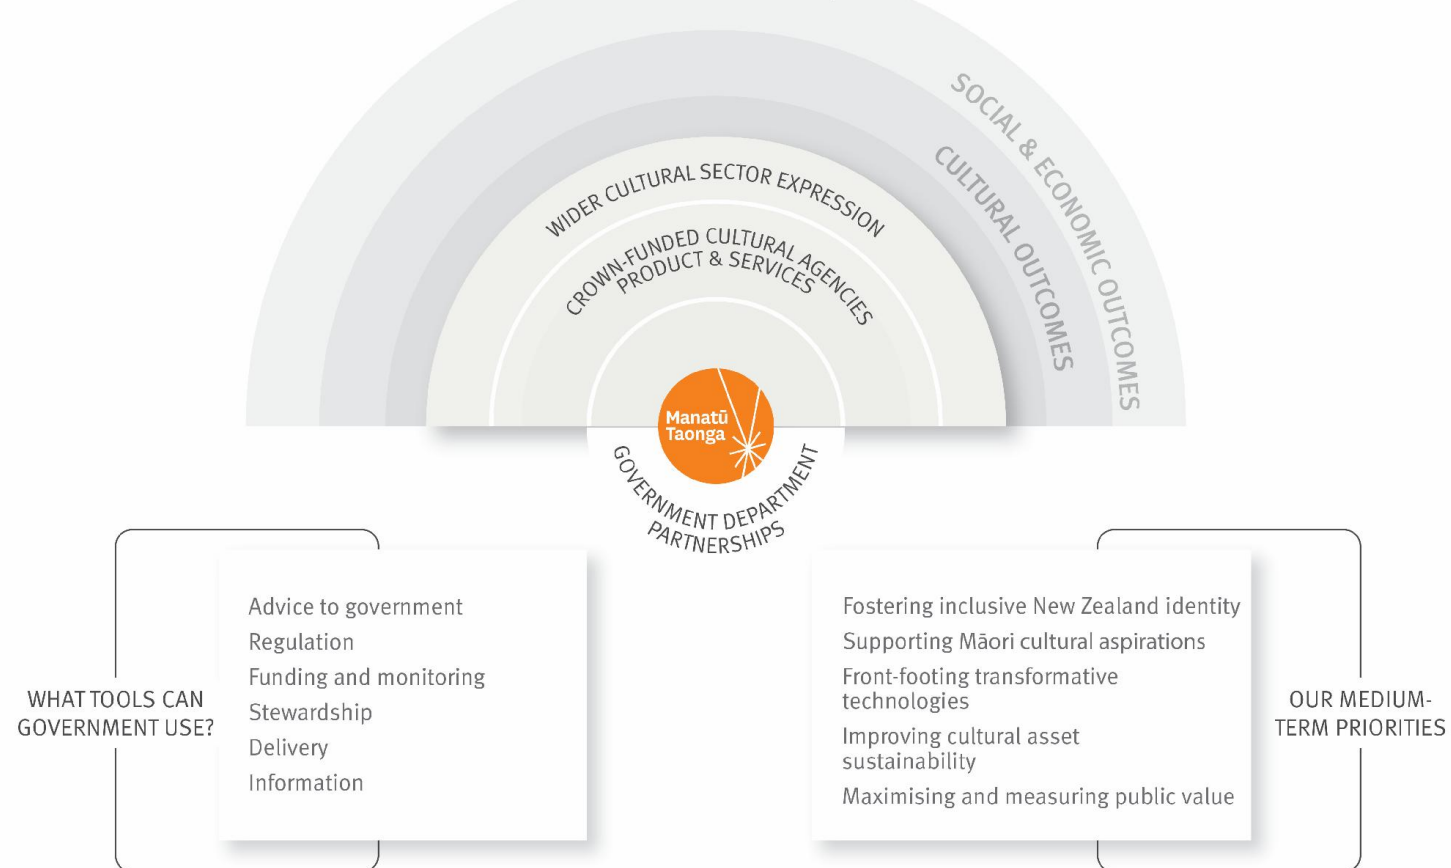 SOCIAL & ECONOMIC OUTCOMES
CULTURAL OUTCOMES
WIDER CULTURAL SECTOR EXPRESSION
CROWN-FUNDED CULTURAL AGENCIES
PRODUCT & SERVICES
Manatū
Taonga
GOVERNMENT DEPARTMENT
PARTNERSHIPS
WHAT TOOLS CAN
GOVERNMENT USE?
Advice to government
Regulation
Funding and monitoring
Stewardship
Delivery
Information
Fostering inclusive New Zealand identity
Supporting Māori cultural aspirations
Front-footing transformative
technologies
Improving cultural asset
sustainability
Maximising and measuring public value
OUR MEDIUM-
TERM PRIORITIES